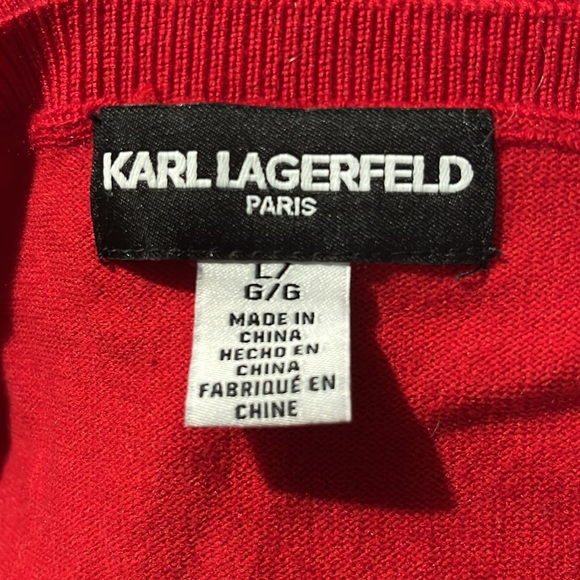 KARL LAGERFELD
PARIS
L/
G/G
MADE IN
CHINA
HECHO EN
CHINA
FABRIQUÉ EN
CHINE